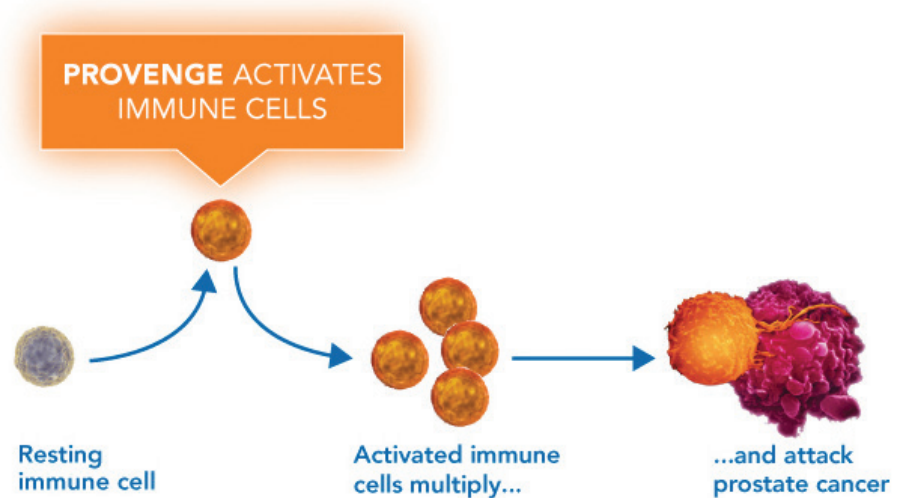 PROVENGE ACTIVATES
IMMUNE CELLS
Resting
immune cell
Activated immune
cells multiply...
...and attack
prostate cancer